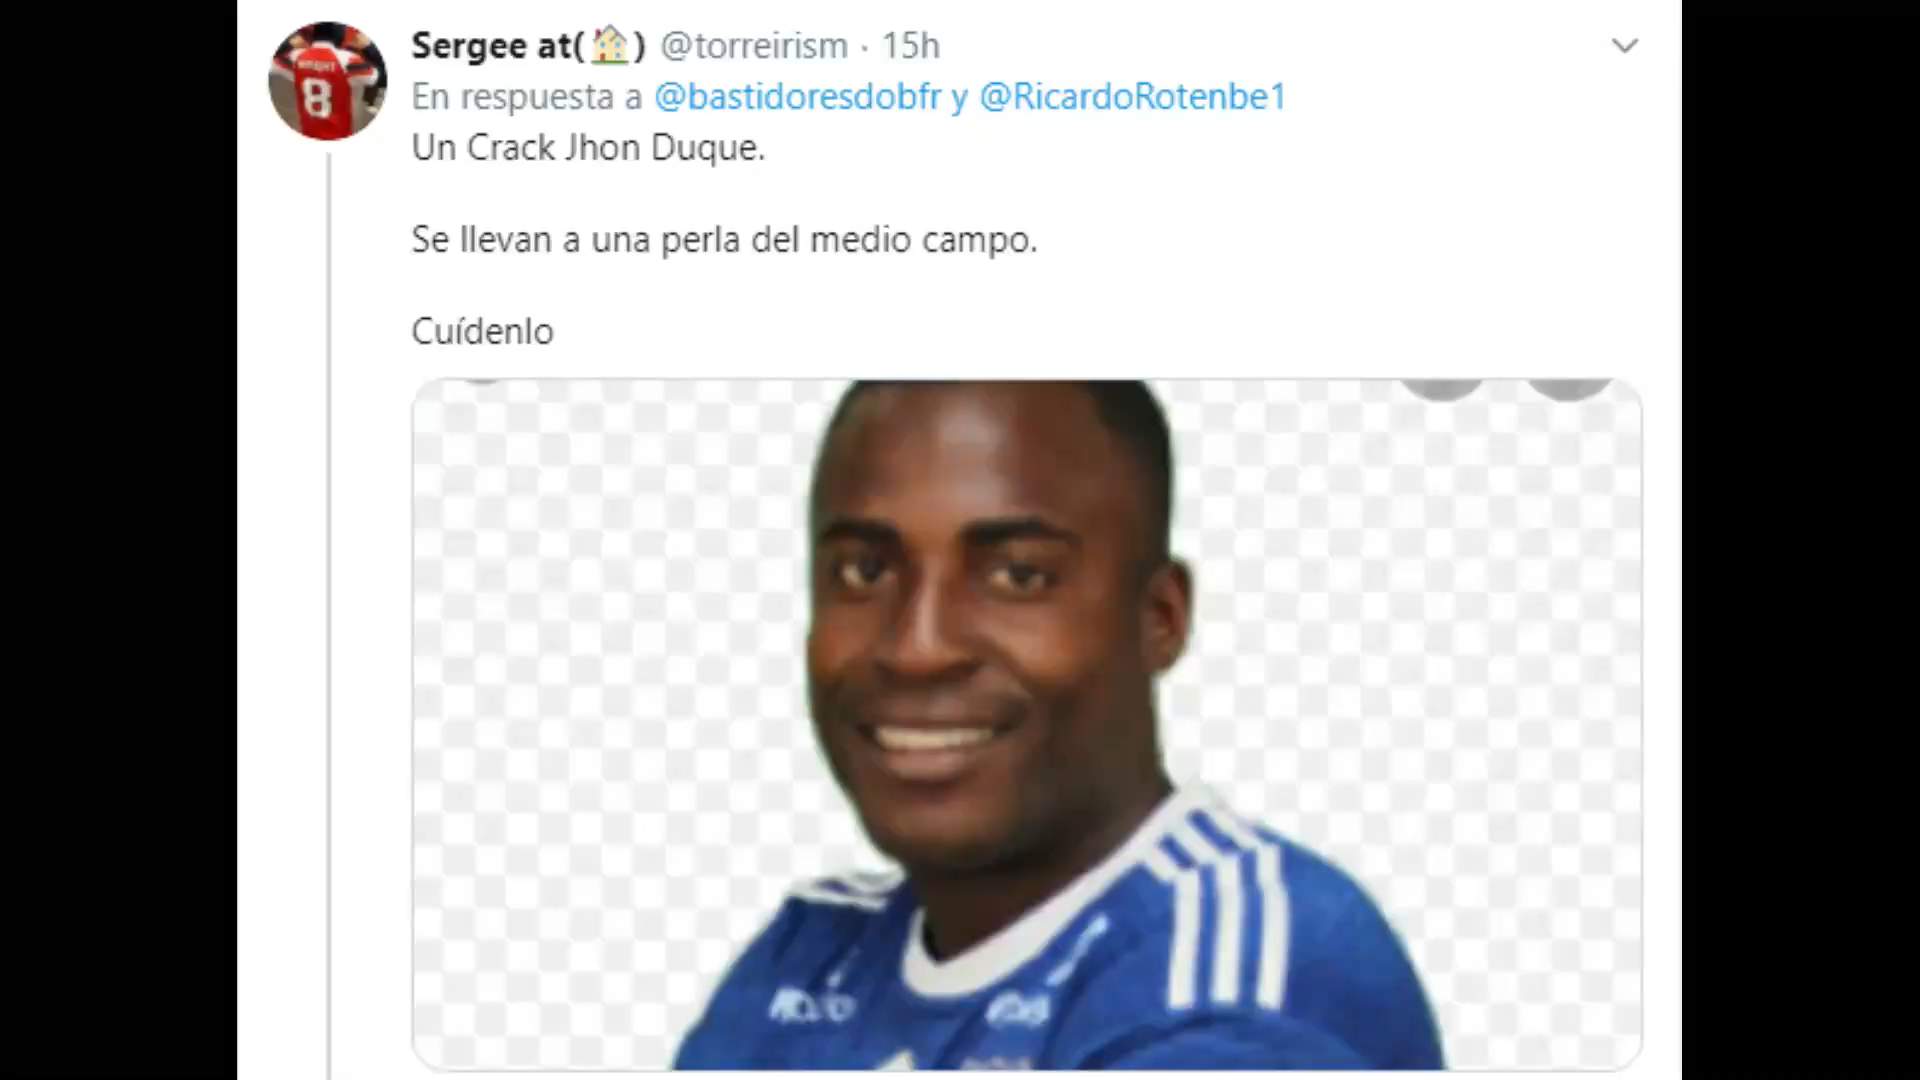 Sergee at(🏠) @torreirism · 15h
En respuesta a @bastidoresdobfr y @RicardoRotenbe1
Un Crack Jhon Duque.
Se llevan a una perla del medio campo.
Cuídenlo
8